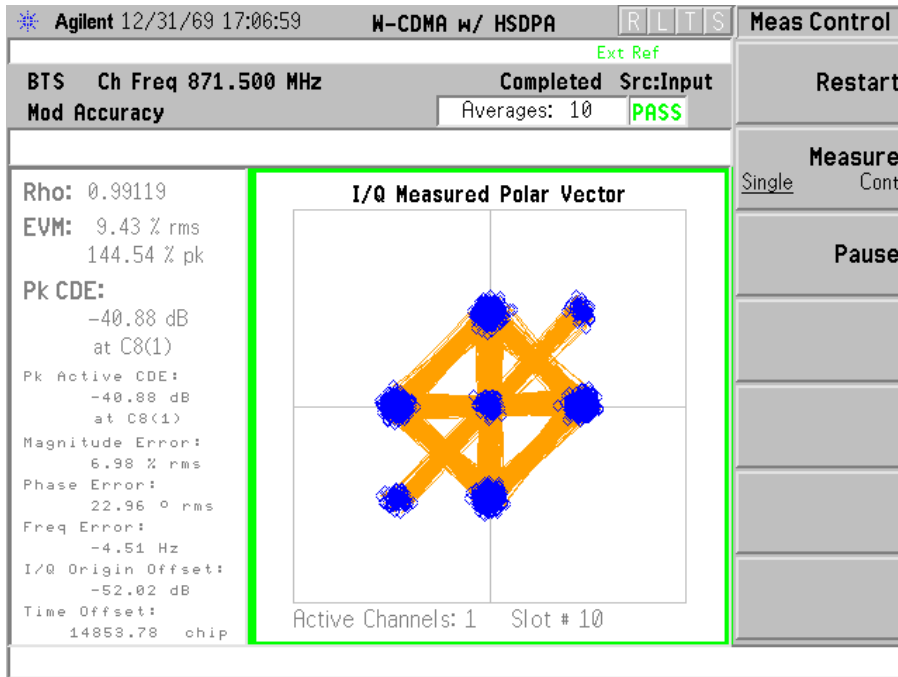 Agilent 12/31/69 17:06:59 W-CDMA w/ HSDPA R L T S
Ext Ref
BTS Ch Freq 871.500 MHz Completed Src:Input
Mod Accuracy Averages: 10 PASS
Rho: 0.99119
EVM: 9.43 % rms
144.54 % pk
Pk CDE:
-40.88 dB
at C8(1)
Pk Active CDE:
-40.88 dB
at C8(1)
Magnitude Error:
6.98 % rms
Phase Error:
22.96 º rms
Freq Error:
-4.51 Hz
I/Q Origin Offset:
-52.02 dB
Time Offset:
14853.78 chip
I/Q Measured Polar Vector
Active Channels: 1 Slot # 10
Meas Control
Restart
Measure
Single Cont
Pause